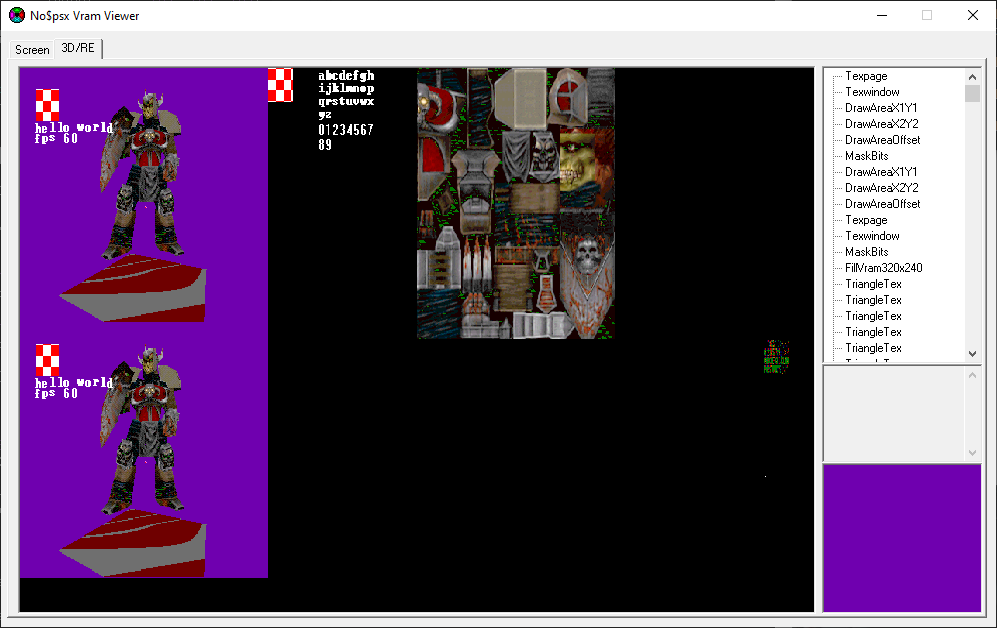 No$psx Vram Viewer
Screen
3D/RE
hello world
fps 60
abcdefgh
ijklmnop
qrstuvwx
yz
01234567
89
hello world
fps 60
Texpage
Texwindow
DrawAreaX1Y1
DrawAreaX2Y2
DrawAreaOffset
MaskBits
DrawAreaX1Y1
DrawAreaX2Y2
DrawAreaOffset
Texpage
Texwindow
MaskBits
FillVram320x240
TriangleTex
TriangleTex
TriangleTex
TriangleTex
TriangleTex